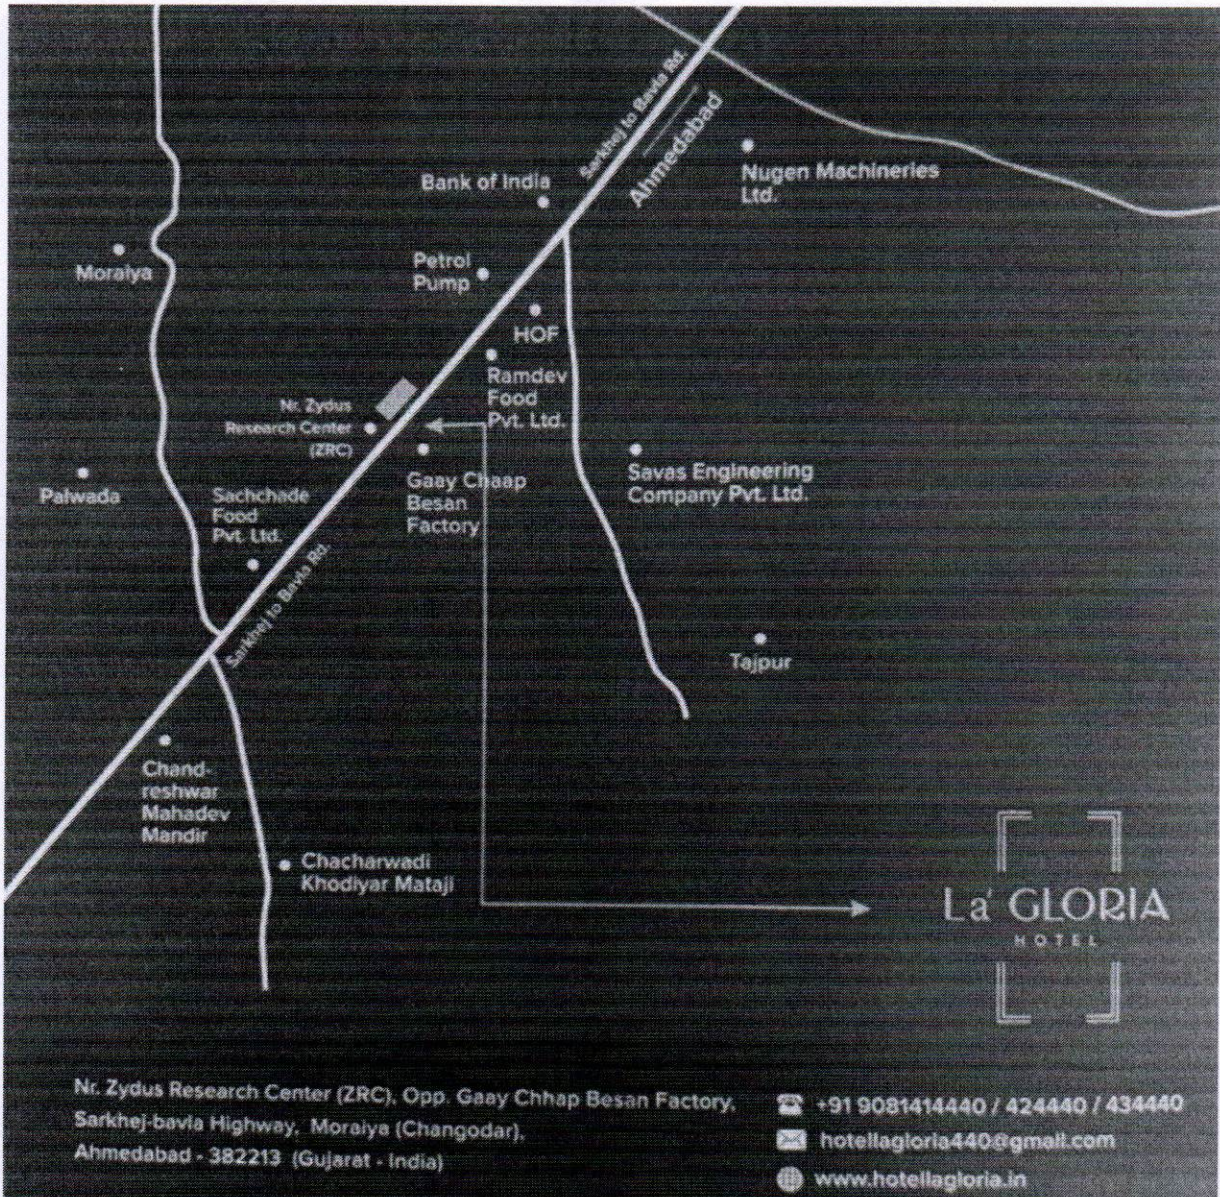 Sarkhej to Bavla Rd.
Ahmedabad
Nugen Machineries
Ltd.
Bank of India
Moraiya
Petrol
Pump
HOF
Ramdev
Food
Pvt. Ltd.
Nr. Zydus
Research Center
(ZRC)
Gaay Chaap
Besan
Factory
Savas Engineering
Company Pvt. Ltd.
Palwada
Sachchade
Food
Pvt. Ltd.
Sarkhej to Bavla Rd.
Tajpur
Chand-
reshwar
Mahadev
Mandir
Chacharwadi
Khodiyar Mataji
La' GLORIA
HOTEL
Nr. Zydus Research Center (ZRC), Opp. Gaay Chhap Besan Factory,
Sarkhej-bavla Highway, Moraiya (Changodar),
Ahmedabad - 382213 (Gujarat - India)
+91 9081414440 / 424440 / 434440
hotellagloria440@gmail.com
www.hotellagloria.in